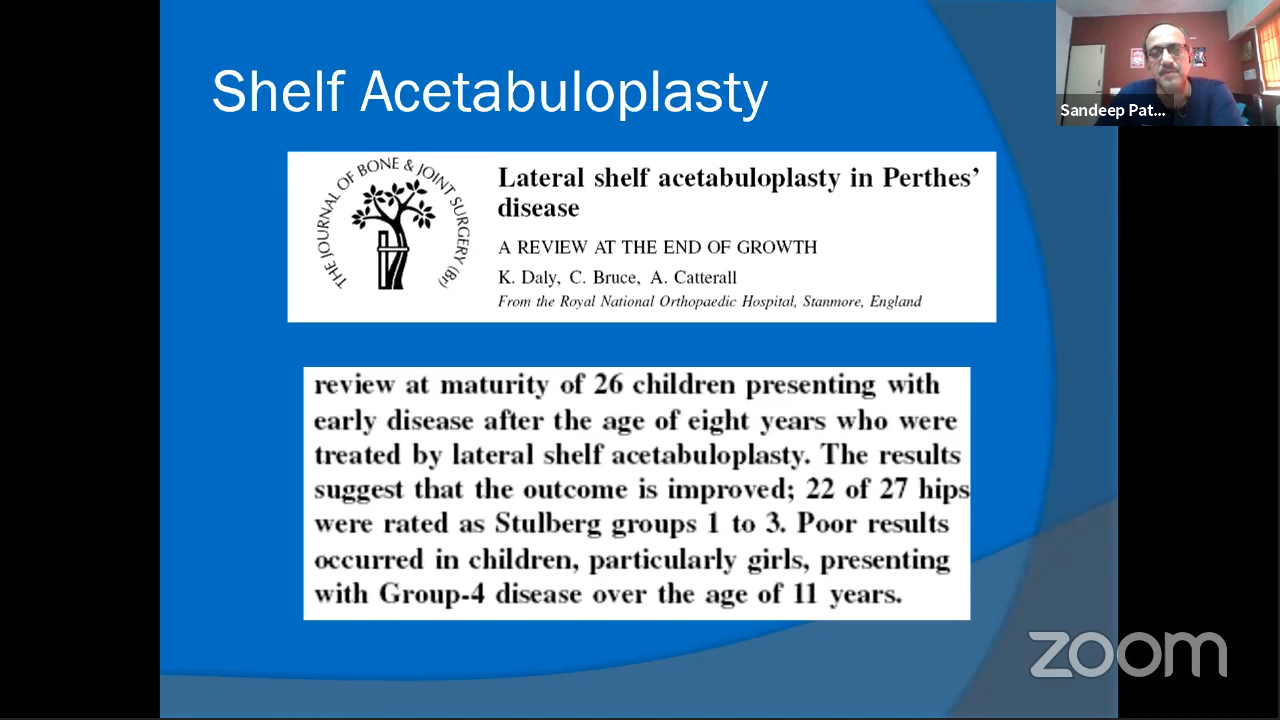 Shelf Acetabuloplasty
Sandeep Pat...
THE JOURNAL OF BONE & JOINT SURGERY (Br)
Lateral shelf acetabuloplasty in Perthes’
disease
A REVIEW AT THE END OF GROWTH
K. Daly, C. Bruce, A. Catterall
From the Royal National Orthopaedic Hospital, Stanmore, England
review at maturity of 26 children presenting with
early disease after the age of eight years who were
treated by lateral shelf acetabuloplasty. The results
suggest that the outcome is improved; 22 of 27 hips
were rated as Stulberg groups 1 to 3. Poor results
occurred in children, particularly girls, presenting
with Group-4 disease over the age of 11 years.
zoom